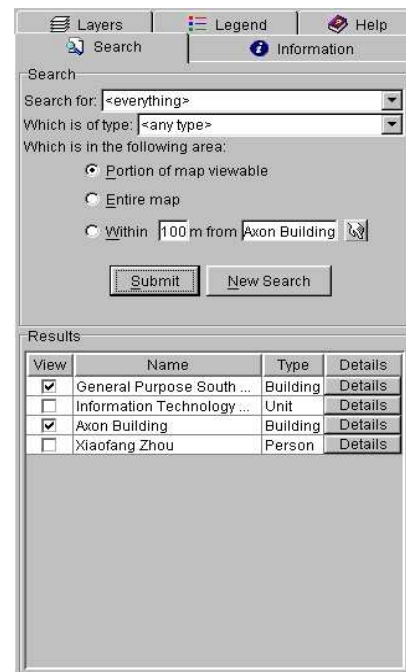 Layers Legend Help
Search Information
Search
Search for: <everything>
Which is of type: <any type>
Which is in the following area:
Portion of map viewable
Entire map
Within 100 m from Axon Building
Submit New Search
Results
View Name Type Details
General Purpose South ... Building Details
Information Technology ... Unit Details
Axon Building Building Details
Xiaofang Zhou Person Details